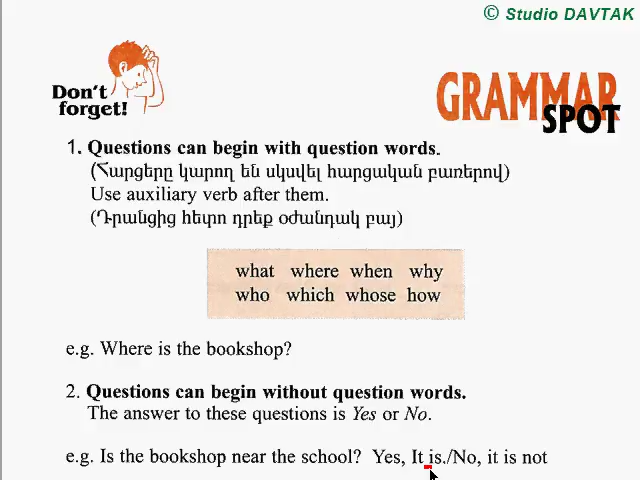 © Studio DAVTAK
Don't
forget!
GRAMMAR
SPOT
1. Questions can begin with question words.
(Հարցերը կարող են սկսվել հարցական բառերով)
Use auxiliary verb after them.
(Դրանցից հետո դրեք օժանդակ բայ)
what where when why
who which whose how
e.g. Where is the bookshop?
2. Questions can begin without question words.
The answer to these questions is Yes or No.
e.g. Is the bookshop near the school? Yes, It is./No, it is not